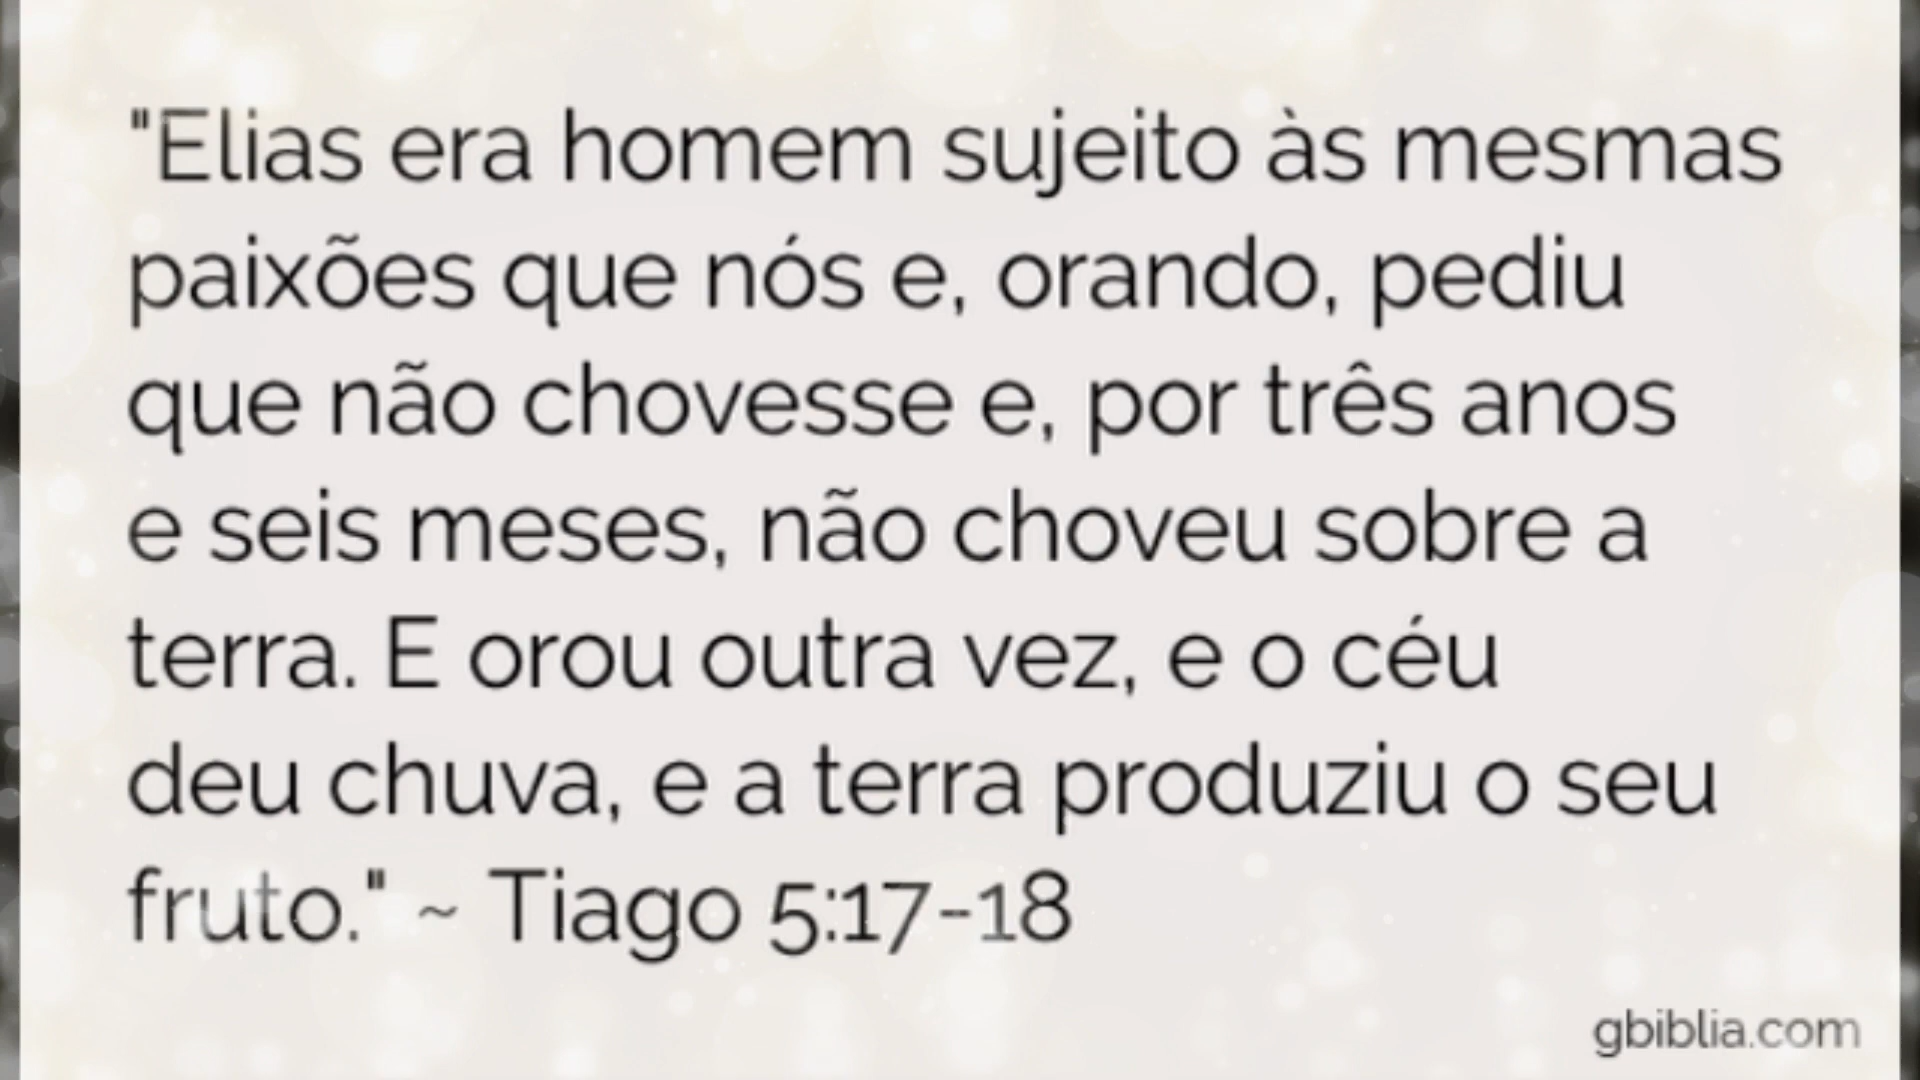 "Elias era homem sujeito às mesmas
paixões que nós e, orando, pediu
que não chovesse e, por três anos
e seis meses, não choveu sobre a
terra. E orou outra vez, e o céu
deu chuva, e a terra produziu o seu
fruto." ~ Tiago 5:17-18
gbiblia.com